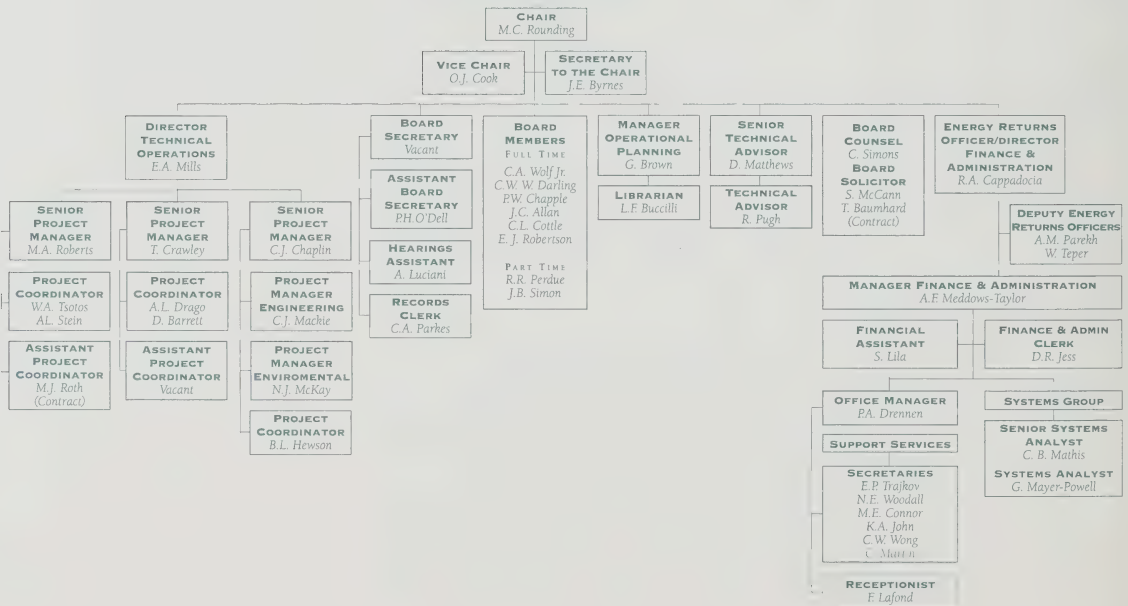 CHAIR
M.C. Rounding
VICE CHAIR
O.J. Cook
SECRETARY
TO THE CHAIR
J.E. Byrnes
DIRECTOR
TECHNICAL
OPERATIONS
E.A. Mills
SENIOR
PROJECT
MANAGER
M.A. Roberts
PROJECT
COORDINATOR
W.A. Tsotos
AL. Stein
ASSISTANT
PROJECT
COORDINATOR
M.J. Roth
(Contract)
SENIOR
PROJECT
MANAGER
T. Crawley
PROJECT
COORDINATOR
A.L. Drago
D. Barrett
ASSISTANT
PROJECT
COORDINATOR
Vacant
SENIOR
PROJECT
MANAGER
C.J. Chaplin
PROJECT
MANAGER
ENGINEERING
C.J. Mackie
PROJECT
MANAGER
ENVIROMENTAL
N.J. McKay
PROJECT
COORDINATOR
B.L. Hewson
BOARD
SECRETARY
Vacant
ASSISTANT
BOARD
SECRETARY
P.H. O'Dell
HEARINGS
ASSISTANT
A. Luciani
RECORDS
CLERK
C.A. Parkes
BOARD
MEMBERS
FULL TIME
C.A. Wolf Jr.
C.W. W. Darling
P.W. Chapple
J.C. Allan
C.L. Cottle
E. J. Robertson
PART TIME
R.R. Perdue
J.B. Simon
MANAGER
OPERATIONAL
PLANNING
G. Brown
LIBRARIAN
L.F. Buccilli
SENIOR
TECHNICAL
ADVISOR
D. Matthews
TECHNICAL
ADVISOR
R. Pugh
BOARD
COUNSEL
C. Simons
BOARD
SOLICITOR
S. McCann
T. Baumhard
(Contract)
ENERGY RETURNS
OFFICER/DIRECTOR
FINANCE &
ADMINISTRATION
R.A. Cappadocia
DEPUTY ENERGY
RETURNS OFFICERS
A.M. Parekh
W. Teper
MANAGER FINANCE & ADMINISTRATION
A.F. Meddows-Taylor
FINANCIAL
ASSISTANT
S. Lila
FINANCE & ADMIN
CLERK
D.R. Jess
OFFICE MANAGER
P.A. Drennen
SUPPORT SERVICES
SECRETARIES
E.P. Trajkov
N.E. Woodall
M.E. Connor
K.A. John
C.W. Wong
C. Martin
RECEPTIONIST
F. Lafond
SYSTEMS GROUP
SENIOR SYSTEMS
ANALYST
C. B. Mathis
SYSTEMS ANALYST
G. Mayer-Powell